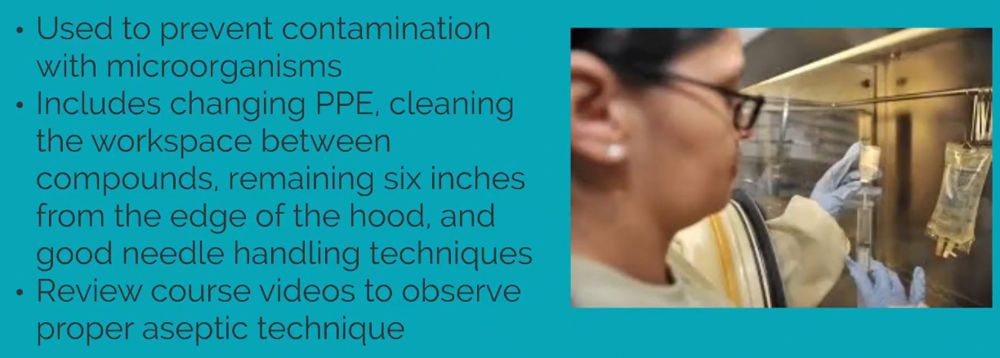 • Used to prevent contamination
with microorganisms
• Includes changing PPE, cleaning
the workspace between
compounds, remaining six inches
from the edge of the hood, and
good needle handling techniques
• Review course videos to observe
proper aseptic technique